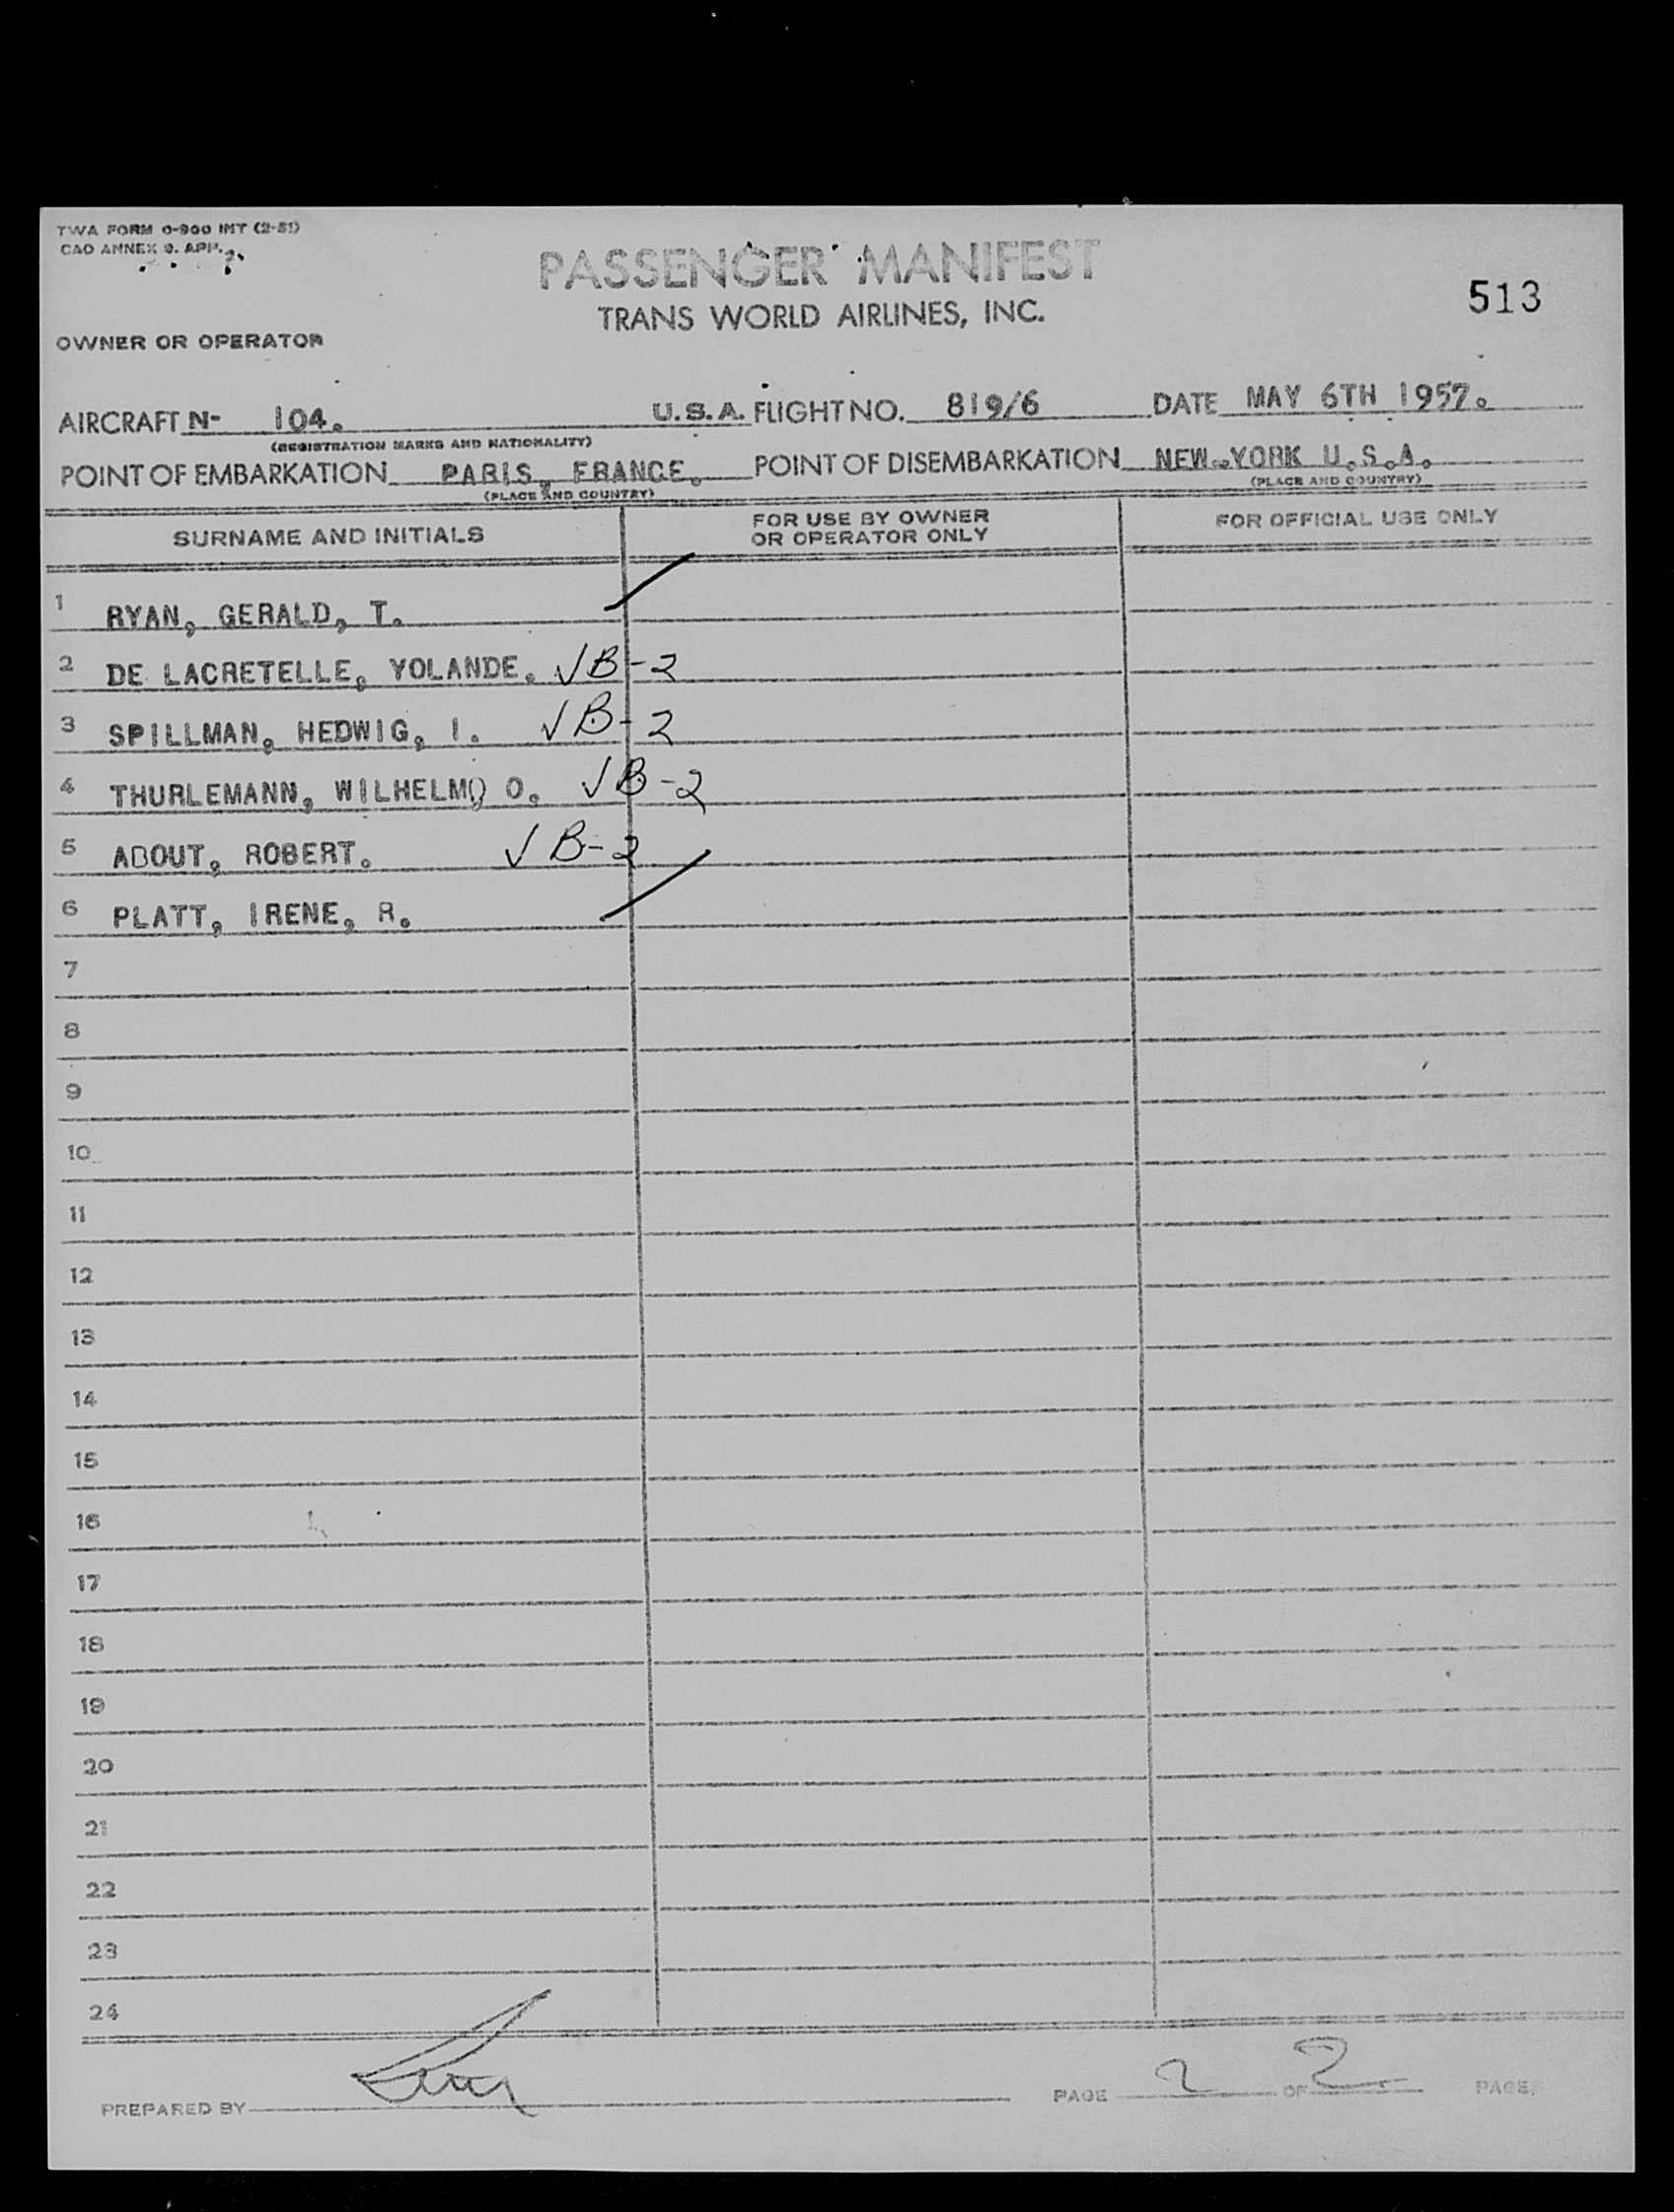 TWA FORM O-900 INT (2-51)
CAO ANNEX 9. APP. 2.
PASSENGER MANIFEST
TRANS WORLD AIRLINES, INC.
513
OWNER OR OPERATOR
AIRCRAFT N- 104. U.S.A. FLIGHT NO. 819/6 DATE MAY 6TH 1957.
(REGISTRATION MARKS AND NATIONALITY)
POINT OF EMBARKATION PARIS, FRANCE. POINT OF DISEMBARKATION NEW-YORK U.S.A.
(PLACE AND COUNTRY) (PLACE AND COUNTRY)
SURNAME AND INITIALS
FOR USE BY OWNER
OR OPERATOR ONLY
FOR OFFICIAL USE ONLY
1 RYAN, GERALD, T.
2 DE LACRETELLE, YOLANDE. √ B-2
3 SPILLMAN, HEDWIG, I. √ B-2
4 THURLEMANN, WILHELM, O. √ B-2
5 ABOUT, ROBERT. √ B-2
6 PLATT, IRENE, R.
7
8
9
10
11
12
13
14
15
16
17
18
19
20
21
22
23
24
PREPARED BY PAGE 2 OF 2 PAGES